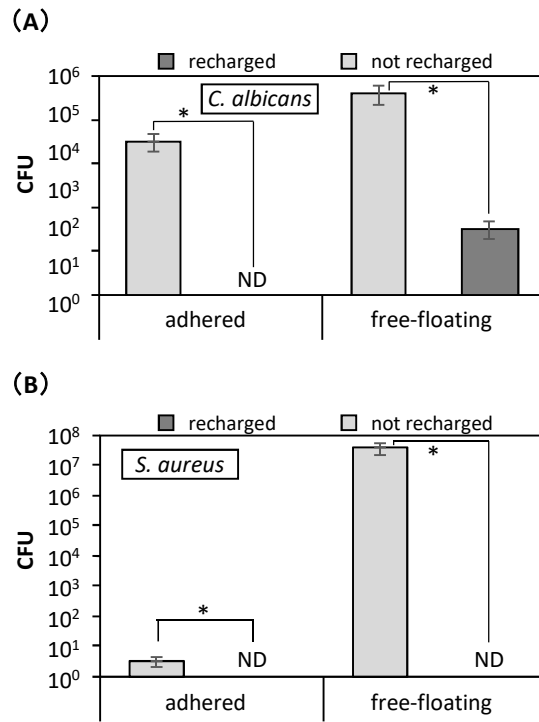 (A)
recharged not recharged
10^6
C. albicans
*
*
10^5
10^4
10^3
10^2
10^1
10^0
CFU
ND
adhered free-floating
(B)
recharged not recharged
10^8
S. aureus
*
10^7
10^6
10^5
10^4
10^3
10^2
*
10^1
10^0
CFU
ND ND
adhered free-floating